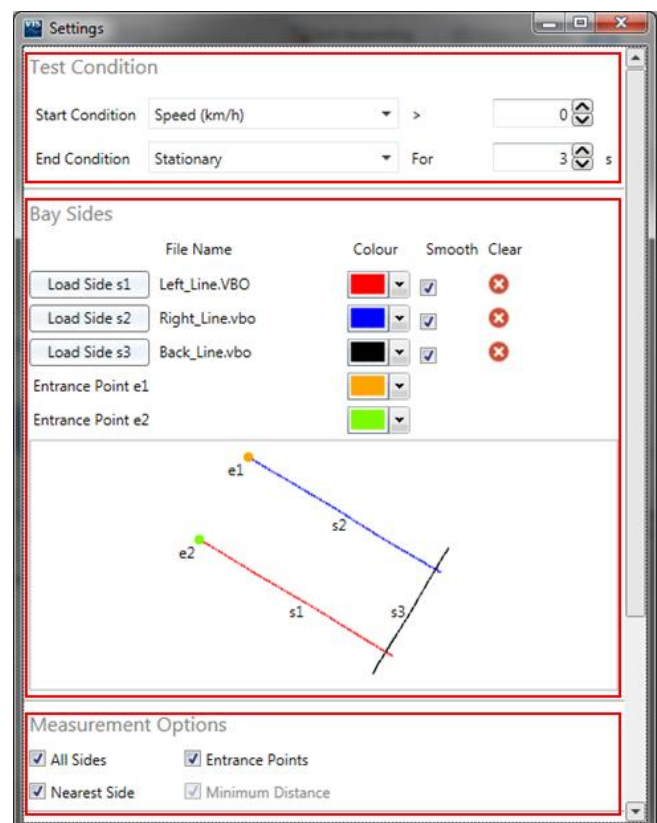 VTS Settings
Test Condition
Start Condition Speed (km/h) > 0
End Condition Stationary For 3 s
Bay Sides
File Name Colour Smooth Clear
Load Side s1 Left_Line.VBO
Load Side s2 Right_Line.vbo
Load Side s3 Back_Line.vbo
Entrance Point e1
Entrance Point e2
e1
s2
e2
s1 s3
Measurement Options
All Sides Entrance Points
Nearest Side Minimum Distance